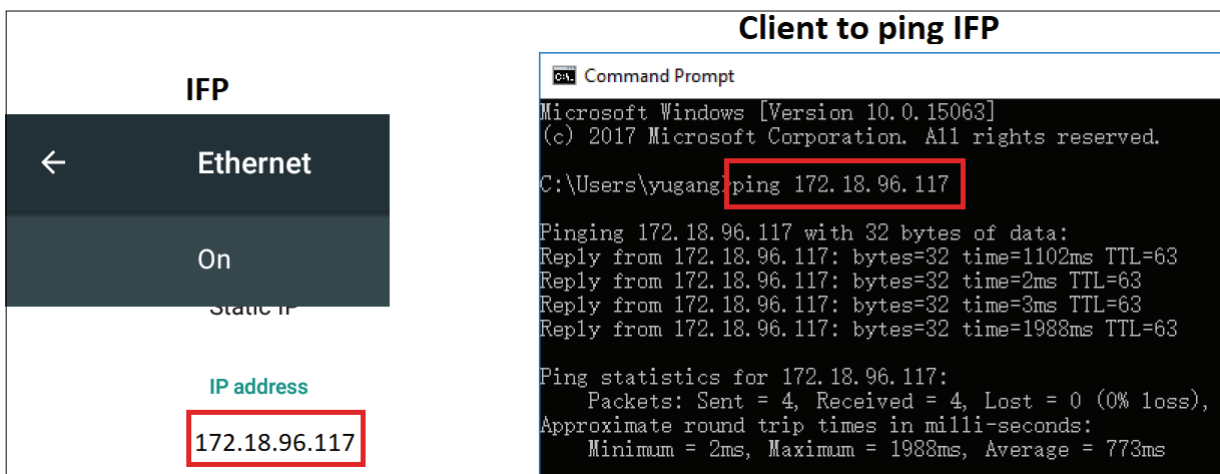 IFP
Ethernet
On
Static IP
IP address
172.18.96.117
Client to ping IFP
Command Prompt
Microsoft Windows [Version 10.0.15063]
(c) 2017 Microsoft Corporation. All rights reserved.
C:\Users\yugang>ping 172.18.96.117
Pinging 172.18.96.117 with 32 bytes of data:
Reply from 172.18.96.117: bytes=32 time=1102ms TTL=63
Reply from 172.18.96.117: bytes=32 time=2ms TTL=63
Reply from 172.18.96.117: bytes=32 time=3ms TTL=63
Reply from 172.18.96.117: bytes=32 time=1988ms TTL=63
Ping statistics for 172.18.96.117:
Packets: Sent = 4, Received = 4, Lost = 0 (0% loss),
Approximate round trip times in milli-seconds:
Minimum = 2ms, Maximum = 1988ms, Average = 773ms